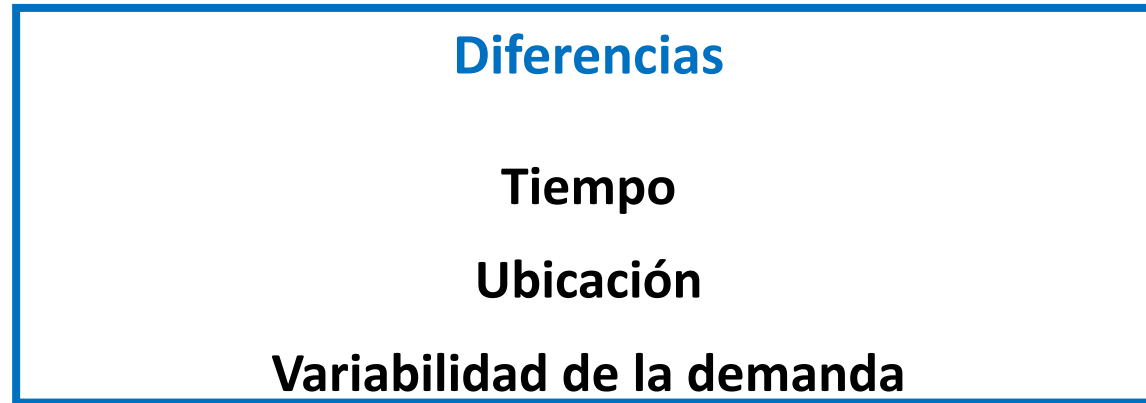 Diferencias
Tiempo
Ubicación
Variabilidad de la demanda